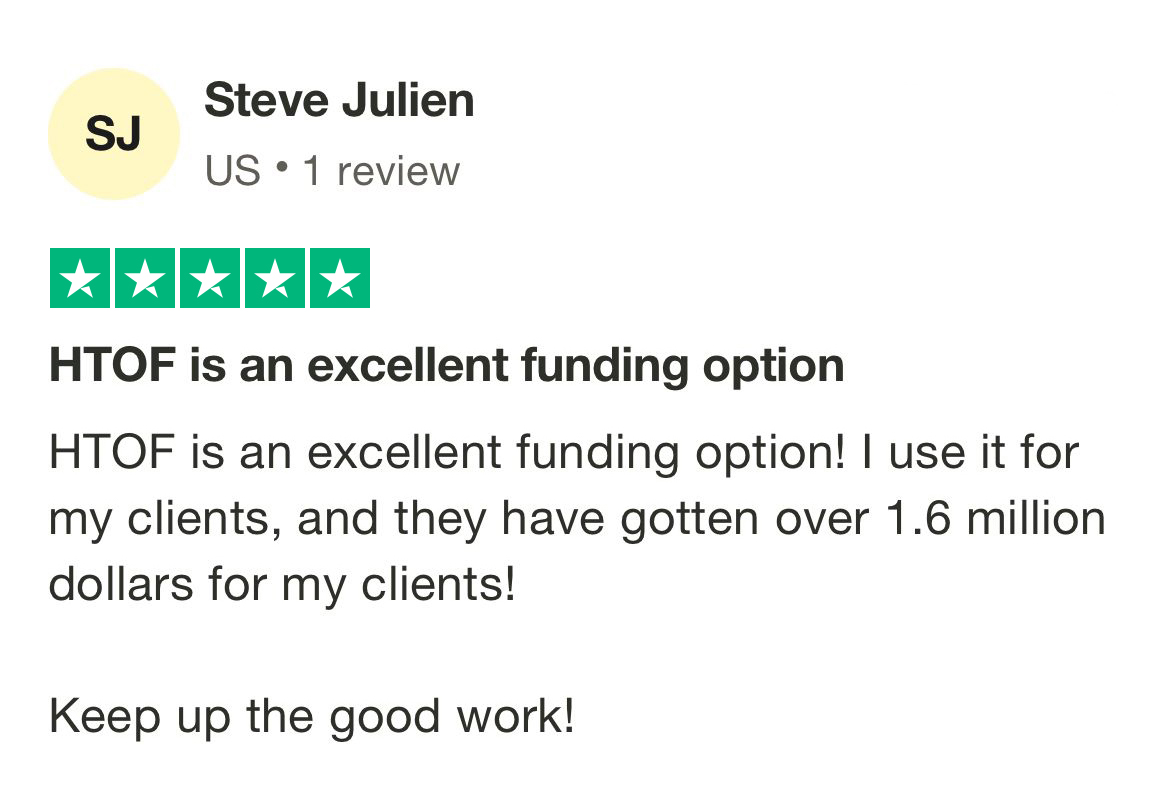 SJ
Steve Julien
US • 1 review
HTOF is an excellent funding option
HTOF is an excellent funding option! I use it for
my clients, and they have gotten over 1.6 million
dollars for my clients!
Keep up the good work!